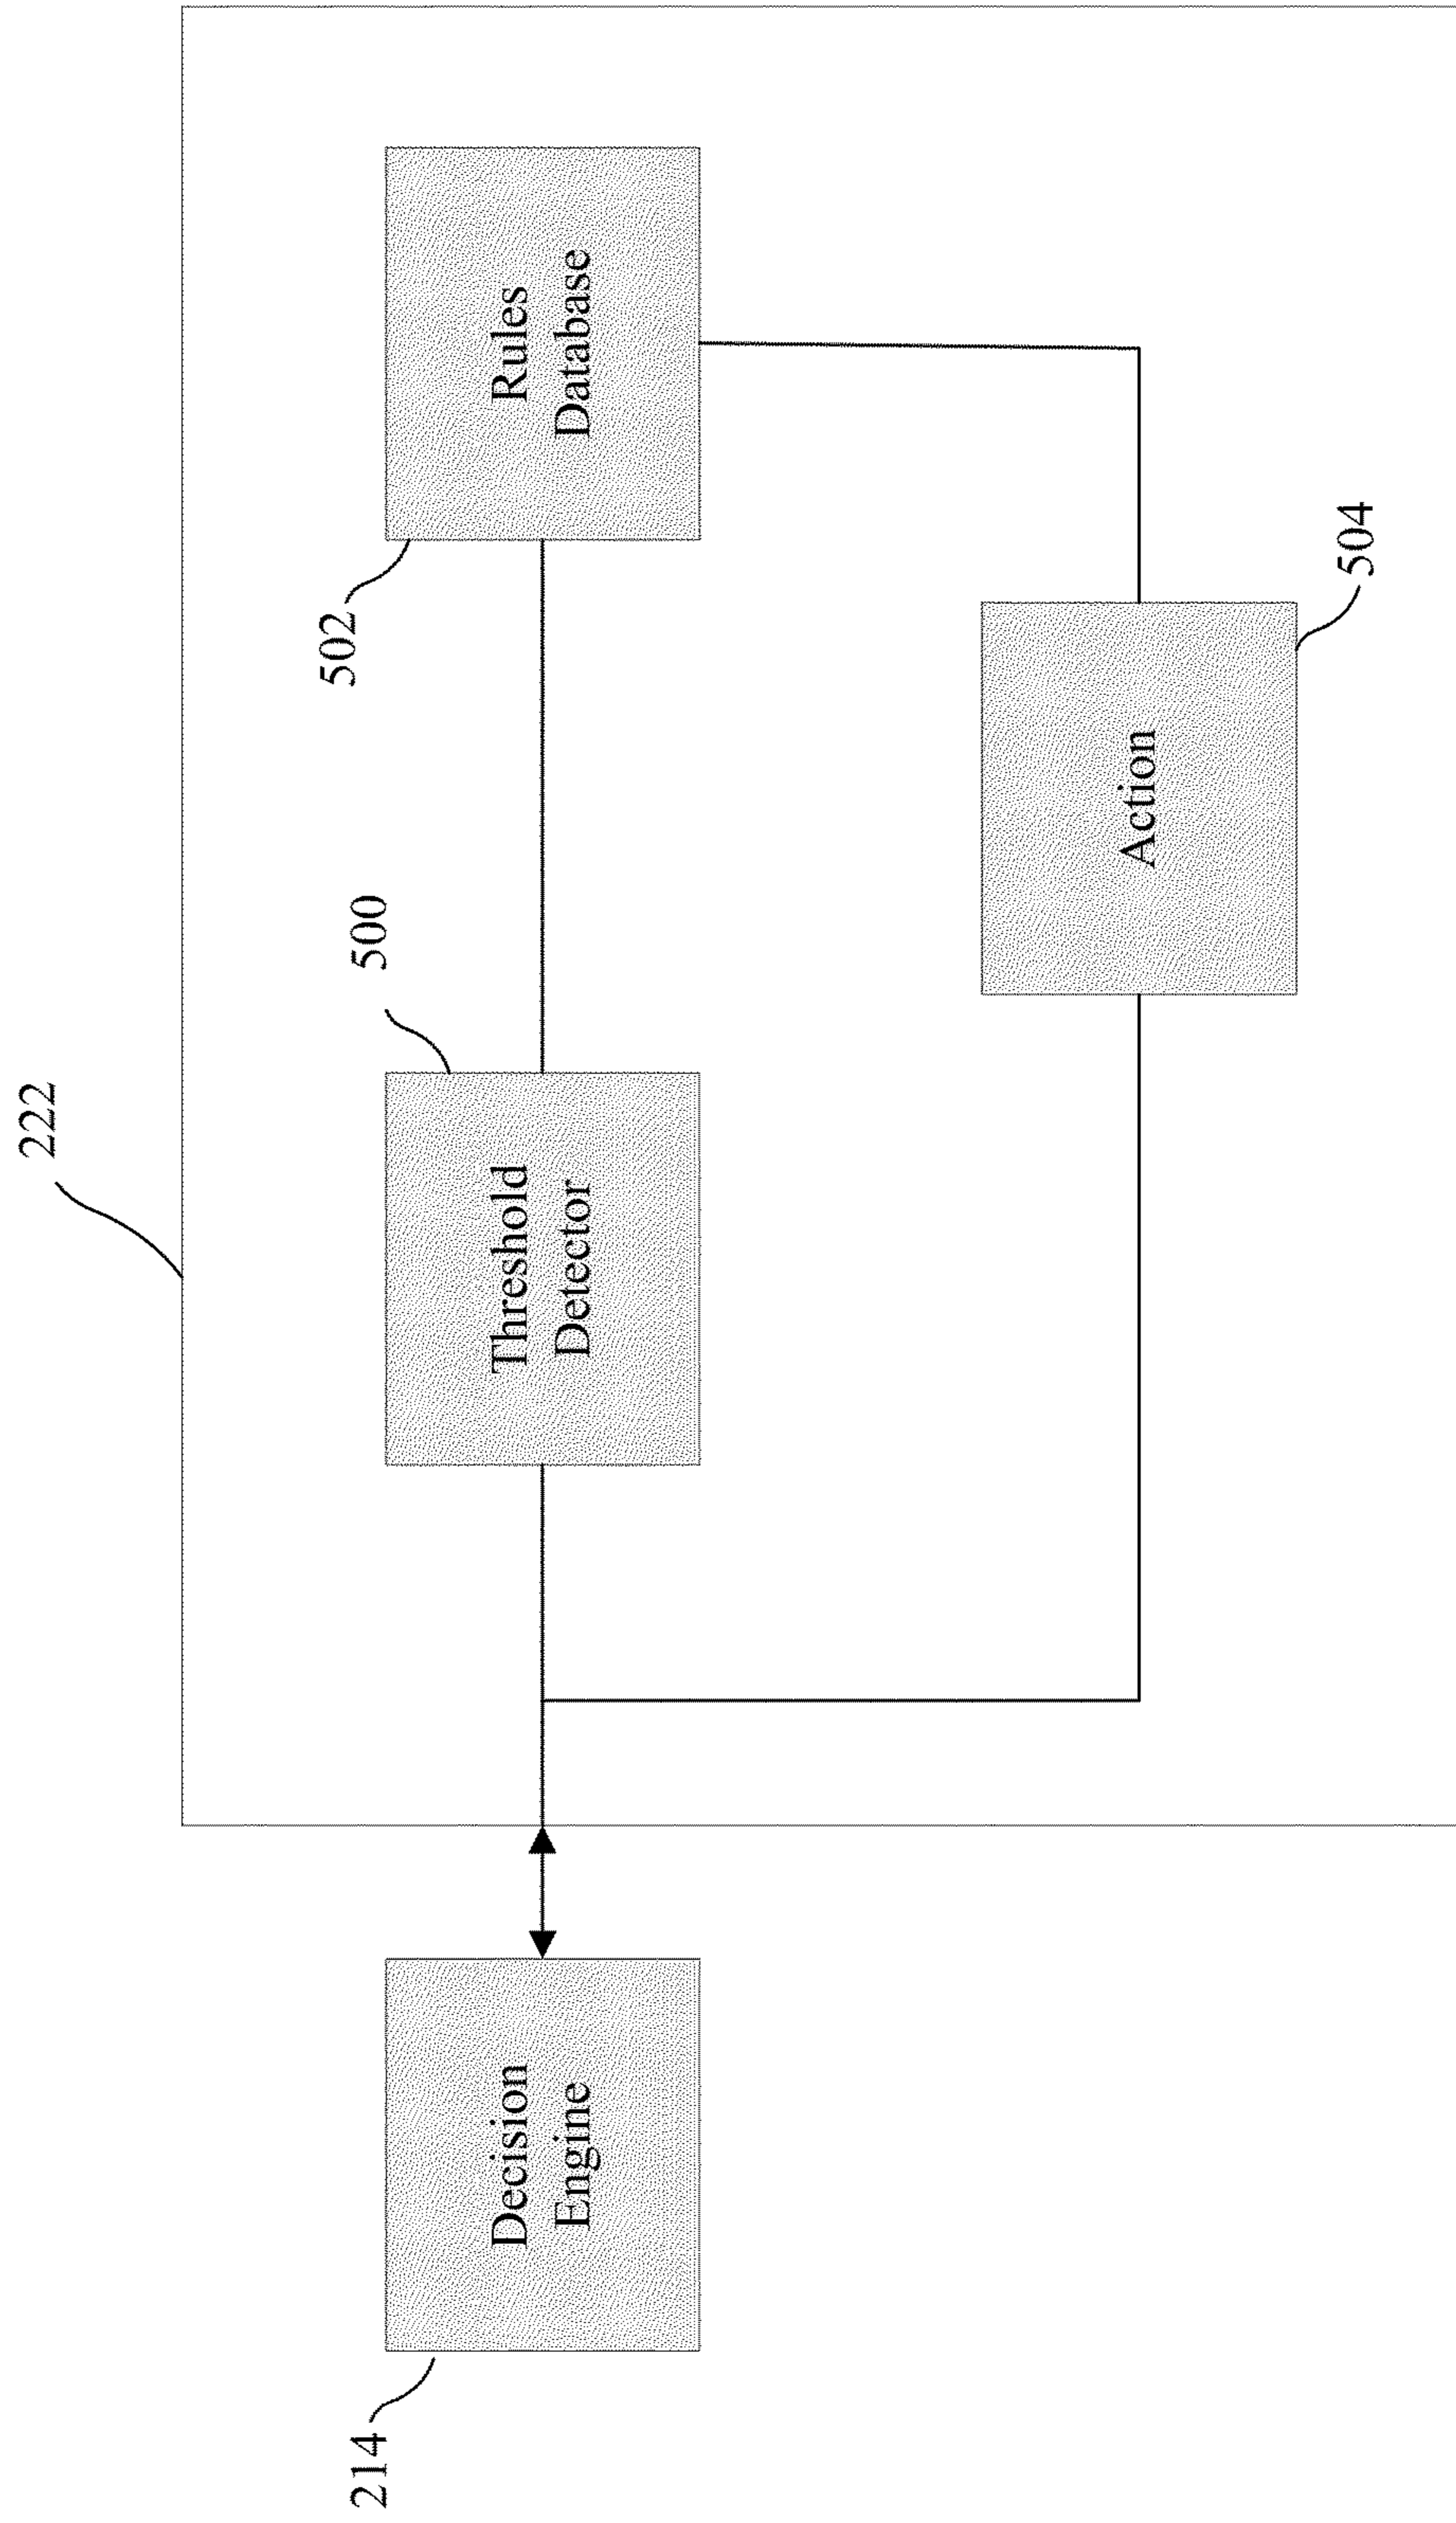 222
500
502
Threshold
Detector
Rules
Database
214
Decision
Engine
Action
504